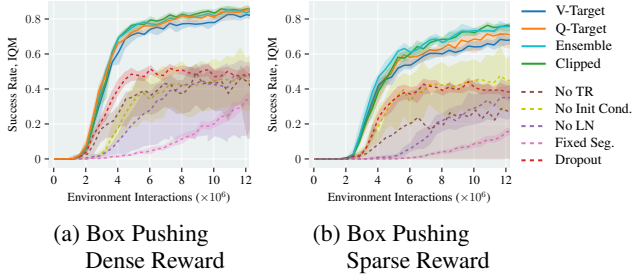 Success Rate, IQM
0.8
0.6
0.4
0.2
0
0 2 4 6 8 10 12
Environment Interactions (×10⁶)
(a) Box Pushing
Dense Reward
Success Rate, IQM
0.8
0.6
0.4
0.2
0
0 2 4 6 8 10 12
Environment Interactions (×10⁶)
(b) Box Pushing
Sparse Reward
V-Target
Q-Target
Ensemble
Clipped
No TR
No Init Cond.
No LN
Fixed Seg.
Dropout